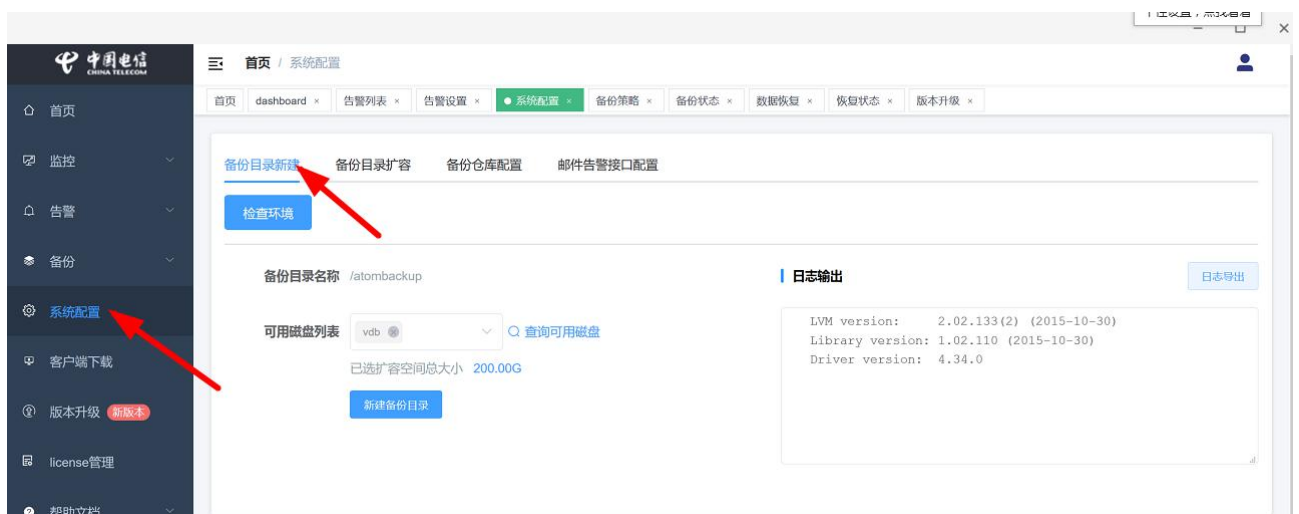 中国电信
CHINA TELECOM
首页 / 系统配置
首页 dashboard × 告警列表 × 告警设置 × 系统配置 × 备份策略 × 备份状态 × 数据恢复 × 恢复状态 × 版本升级 ×
首页
监控
告警
备份
系统配置
客户端下载
版本升级 新版本
license管理
帮助文档
备份目录新建 备份目录扩容 备份仓库配置 邮件告警接口配置
检查环境
备份目录名称 /atombackup
可用磁盘列表 vdb 查询可用磁盘
已选扩容空间总大小 200.00G
新建备份目录
日志输出 日志导出
LVM version: 2.02.133(2) (2015-10-30)
Library version: 1.02.110 (2015-10-30)
Driver version: 4.34.0